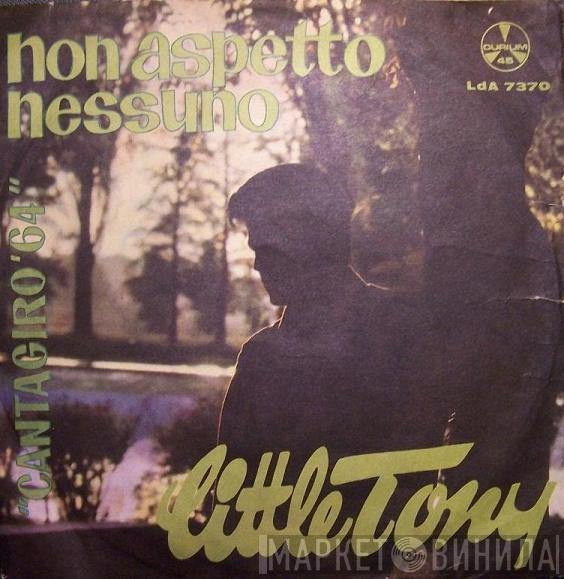 non aspetto
nessuno
DURIUM
45
LdA 7370
"CANTAGIRO '64"
little Tony
МАРКЕТ ВИНИЛА